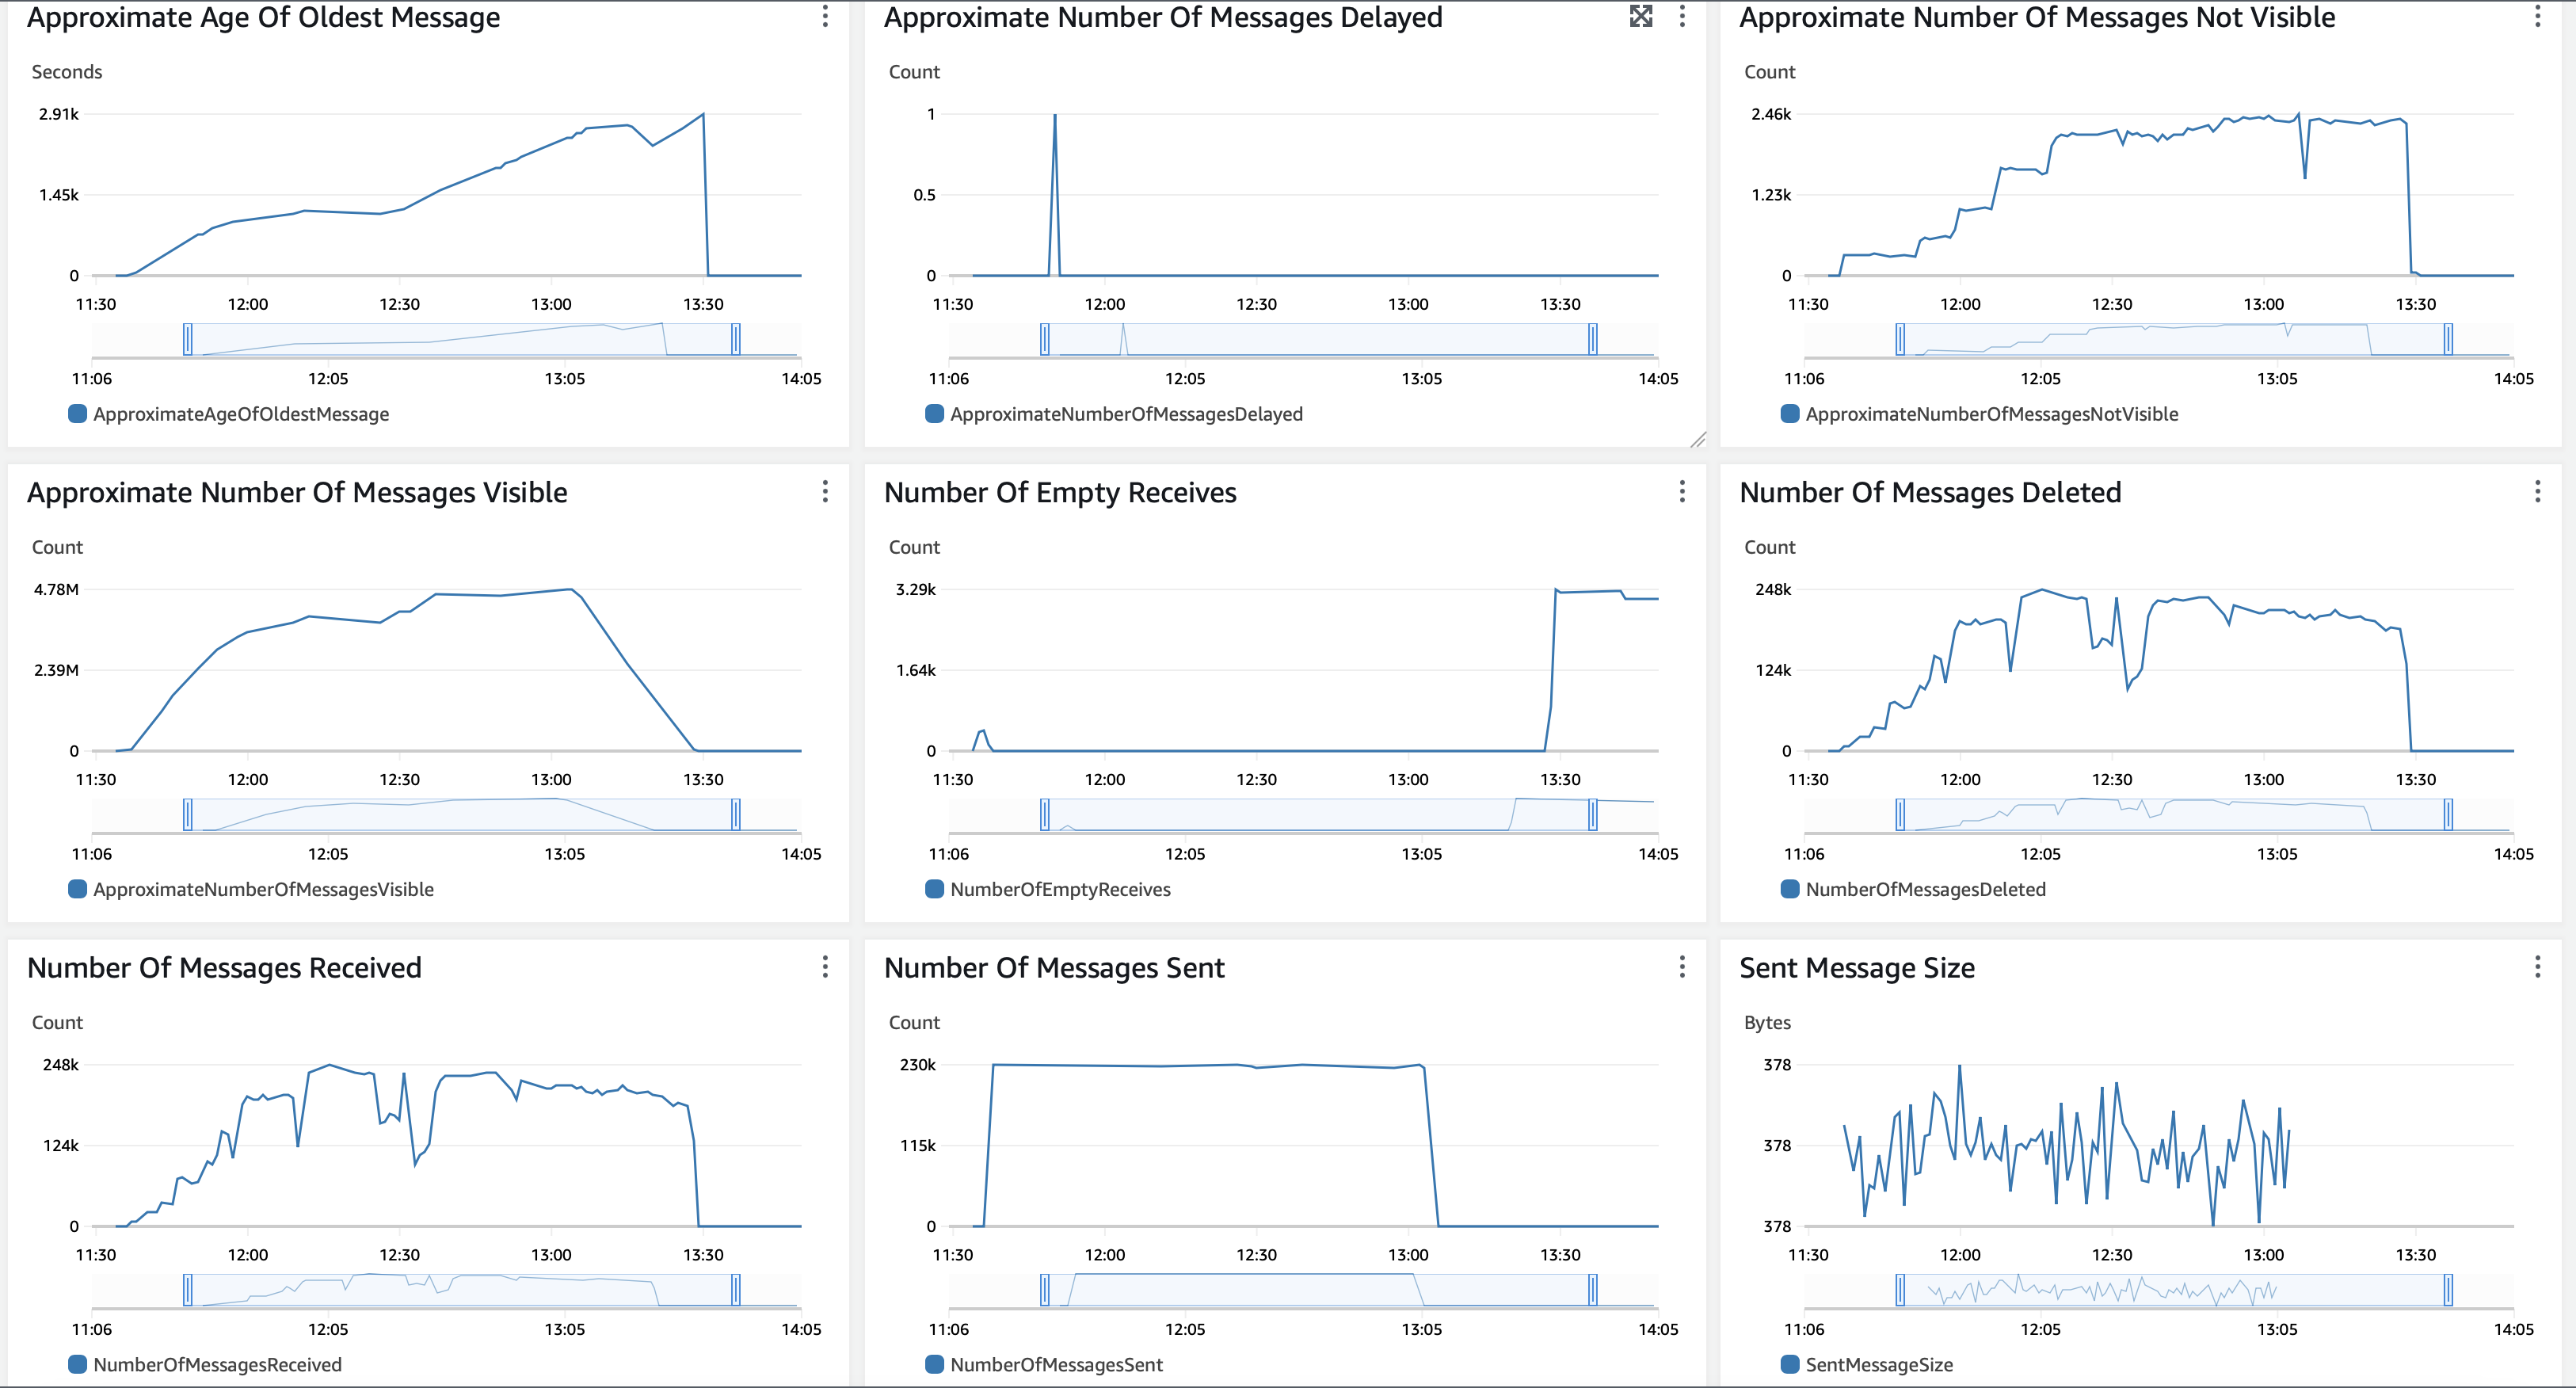 Approximate Age Of Oldest Message
Seconds
2.91k
1.45k
0
11:30 12:00 12:30 13:00 13:30
11:06 12:05 13:05 14:05
ApproximateAgeOfOldestMessage
Approximate Number Of Messages Delayed
Count
1
0.5
0
11:30 12:00 12:30 13:00 13:30
11:06 12:05 13:05 14:05
ApproximateNumberOfMessagesDelayed
Approximate Number Of Messages Not Visible
Count
2.46k
1.23k
0
11:30 12:00 12:30 13:00 13:30
11:06 12:05 13:05 14:05
ApproximateNumberOfMessagesNotVisible
Approximate Number Of Messages Visible
Count
4.78M
2.39M
0
11:30 12:00 12:30 13:00 13:30
11:06 12:05 13:05 14:05
ApproximateNumberOfMessagesVisible
Number Of Empty Receives
Count
3.29k
1.64k
0
11:30 12:00 12:30 13:00 13:30
11:06 12:05 13:05 14:05
NumberOfEmptyReceives
Number Of Messages Deleted
Count
248k
124k
0
11:30 12:00 12:30 13:00 13:30
11:06 12:05 13:05 14:05
NumberOfMessagesDeleted
Number Of Messages Received
Count
248k
124k
0
11:30 12:00 12:30 13:00 13:30
11:06 12:05 13:05 14:05
NumberOfMessagesReceived
Number Of Messages Sent
Count
230k
115k
0
11:30 12:00 12:30 13:00 13:30
11:06 12:05 13:05 14:05
NumberOfMessagesSent
Sent Message Size
Bytes
378
378
378
11:30 12:00 12:30 13:00 13:30
11:06 12:05 13:05 14:05
SentMessageSize